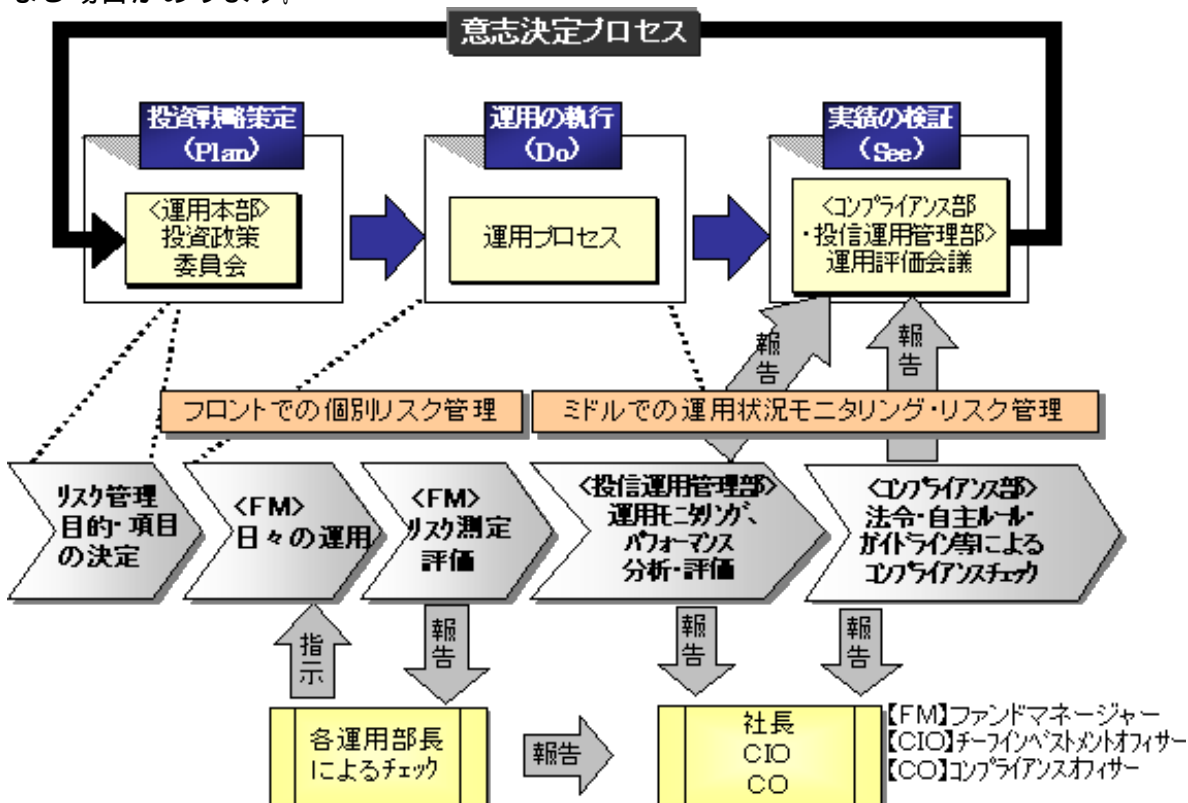 意志決定プロセス
投資戦略策定
(Plan)
運用の執行
(Do)
実績の検証
(See)
<運用本部>
投資政策
委員会
運用プロセス
<コンプライアンス部
・投信運用管理部>
運用評価会議
報告
報告
フロントでの個別リスク管理
ミドルでの運用状況モニタリング・リスク管理
リスク管理
目的・項目
の決定
<FM>
日々の運用
<FM>
リスク測定
評価
<投信運用管理部>
運用モニタリング、
パフォーマンス
分析・評価
<コンプライアンス部>
法令・自主ルール・
ガイドライン等による
コンプライアンスチェック
指示
報告
報告
報告
各運用部長
によるチェック
報告
社長
CIO
CO
【FM】ファンドマネージャー
【CIO】チーフインベストメントオフィサー
【CO】コンプライアンスオフィサー